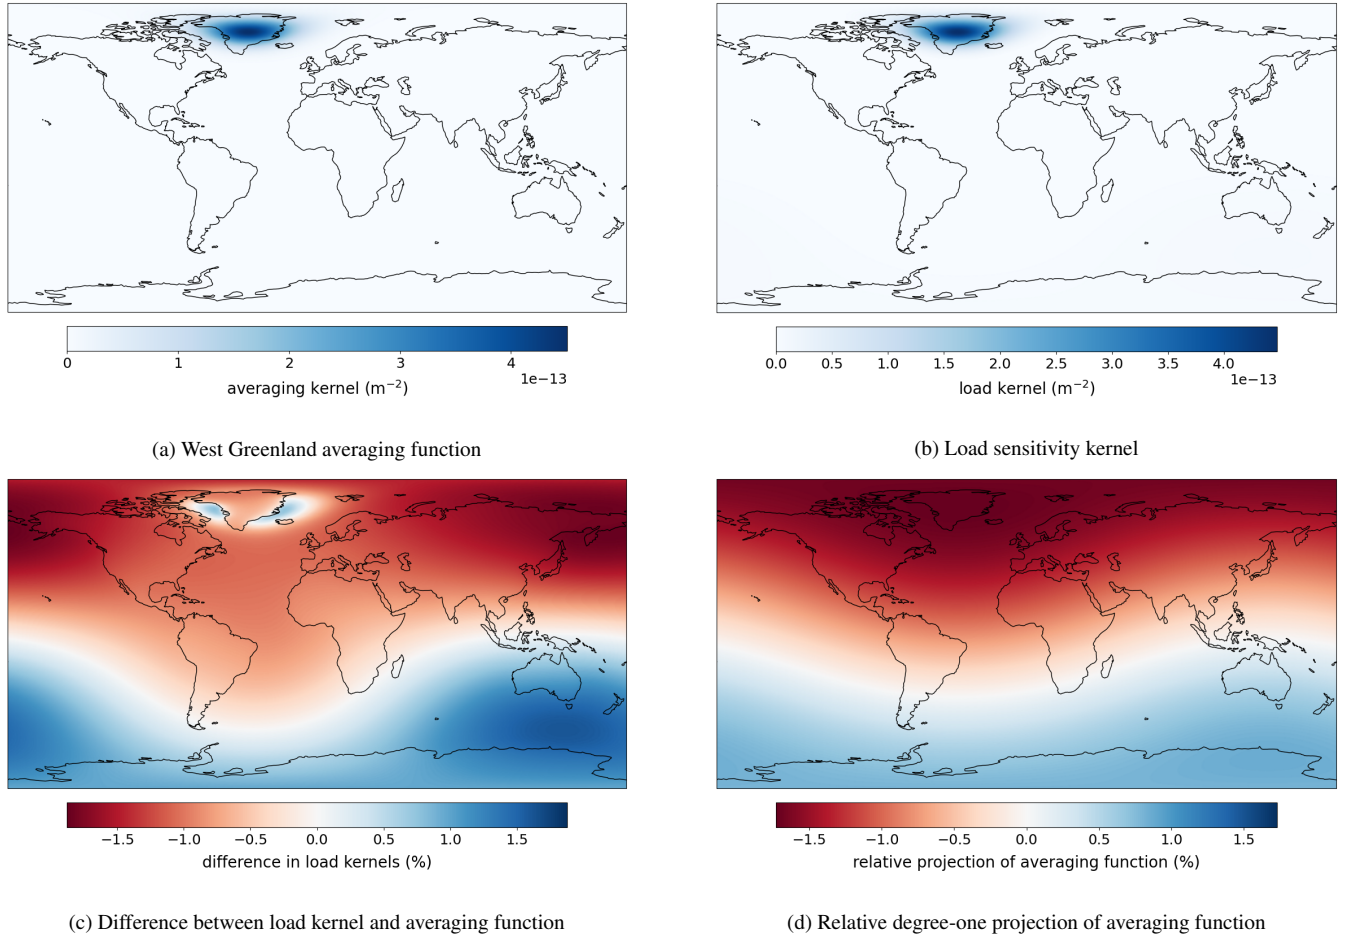 0 1 2 3 4
1e−13
averaging kernel (m⁻²)
(a) West Greenland averaging function
0.0 0.5 1.0 1.5 2.0 2.5 3.0 3.5 4.0
1e−13
load kernel (m⁻²)
(b) Load sensitivity kernel
−1.5 −1.0 −0.5 0.0 0.5 1.0 1.5
difference in load kernels (%)
(c) Difference between load kernel and averaging function
−1.5 −1.0 −0.5 0.0 0.5 1.0 1.5
relative projection of averaging function (%)
(d) Relative degree-one projection of averaging function